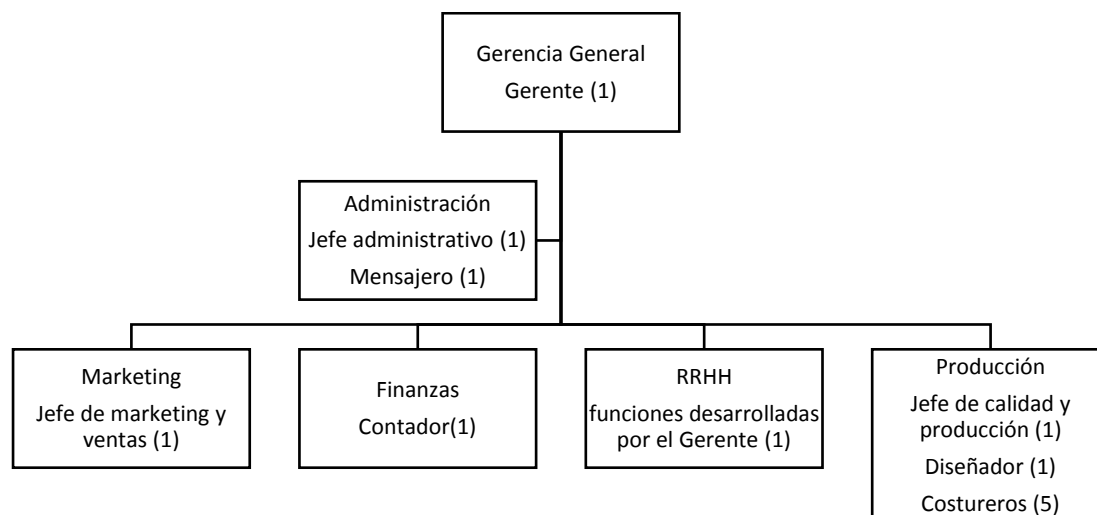 Gerencia General
Gerente (1)
Administración
Jefe administrativo (1)
Mensajero (1)
Marketing
Jefe de marketing y
ventas (1)
Finanzas
Contador(1)
RRHH
funciones desarrolladas
por el Gerente (1)
Producción
Jefe de calidad y
producción (1)
Diseñador (1)
Costureros (5)